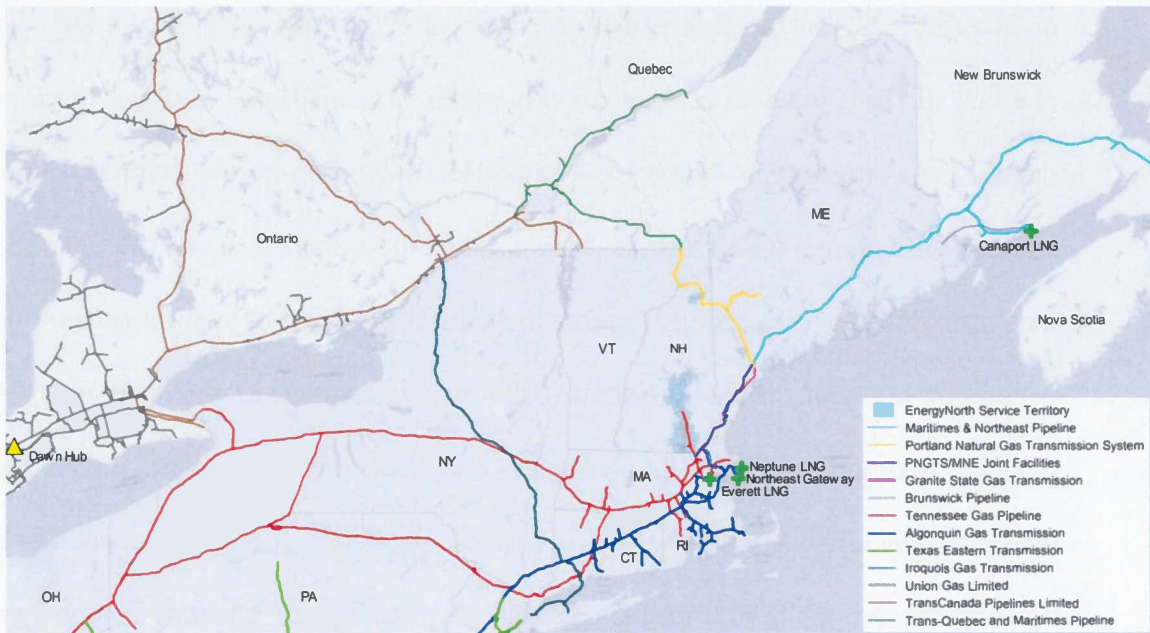 Quebec
New Brunswick
ME
Ontario
Canaport LNG
Nova Scotia
VT
NH
Dawn Hub
NY
MA
Neptune LNG
Northeast Gateway
Everett LNG
CT
RI
OH
PA
EnergyNorth Service Territory
Maritimes & Northeast Pipeline
Portland Natural Gas Transmission System
PNGTS/MNE Joint Facilities
Granite State Gas Transmission
Brunswick Pipeline
Tennessee Gas Pipeline
Algonquin Gas Transmission
Texas Eastern Transmission
Iroquois Gas Transmission
Union Gas Limited
TransCanada Pipelines Limited
Trans-Quebec and Maritimes Pipeline